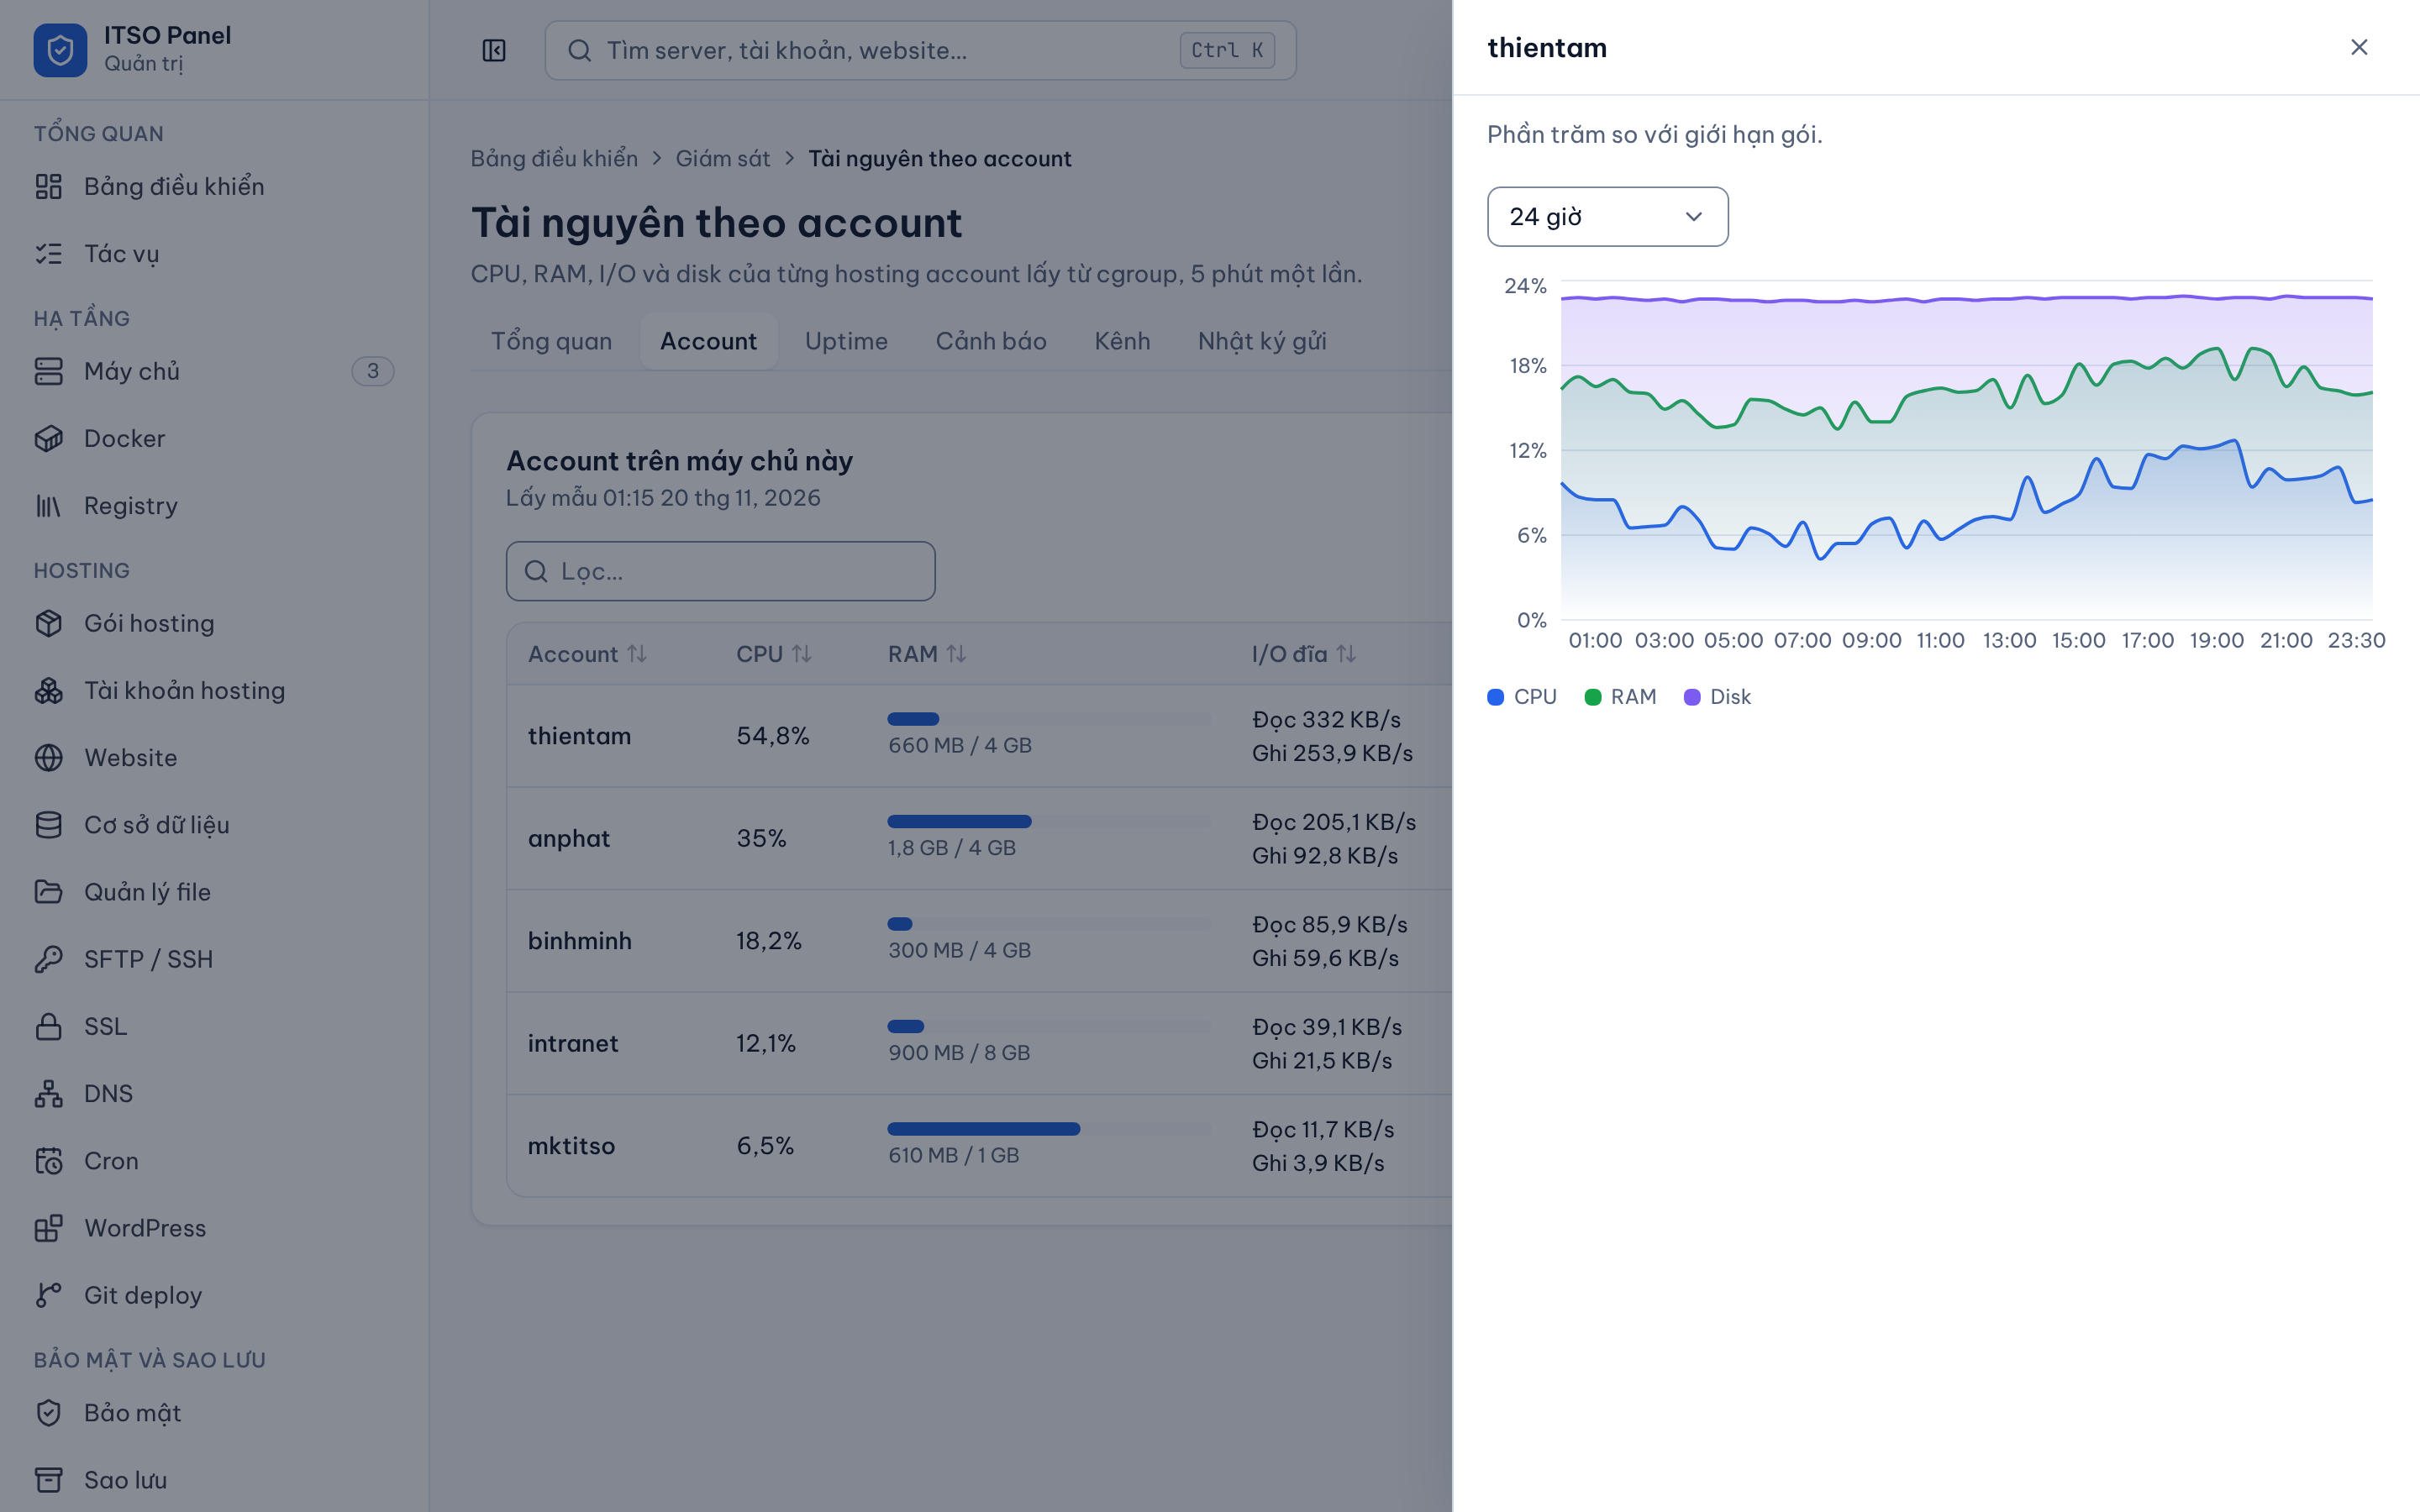 ITSO Panel
Quản trị
TỔNG QUAN
Bảng điều khiển
Tác vụ
HẠ TẦNG
Máy chủ 3
Docker
Registry
HOSTING
Gói hosting
Tài khoản hosting
Website
Cơ sở dữ liệu
Quản lý file
SFTP / SSH
SSL
DNS
Cron
WordPress
Git deploy
BẢO MẬT VÀ SAO LƯU
Bảo mật
Sao lưu
Tìm server, tài khoản, website... Ctrl K
Bảng điều khiển > Giám sát > Tài nguyên theo account
Tài nguyên theo account
CPU, RAM, I/O và disk của từng hosting account lấy từ cgroup, 5 phút một lần.
Tổng quan Account Uptime Cảnh báo Kênh Nhật ký gửi
Account trên máy chủ này
Lấy mẫu 01:15 20 thg 11, 2026
Lọc...
Account CPU RAM I/O đĩa
thientam 54,8% 660 MB / 4 GB Đọc 332 KB/s
Ghi 253,9 KB/s
anphat 35% 1,8 GB / 4 GB Đọc 205,1 KB/s
Ghi 92,8 KB/s
binhminh 18,2% 300 MB / 4 GB Đọc 85,9 KB/s
Ghi 59,6 KB/s
intranet 12,1% 900 MB / 8 GB Đọc 39,1 KB/s
Ghi 21,5 KB/s
mktitso 6,5% 610 MB / 1 GB Đọc 11,7 KB/s
Ghi 3,9 KB/s
thientam
Phần trăm so với giới hạn gói.
24 giờ
24%
18%
12%
6%
0%
01:00 03:00 05:00 07:00 09:00 11:00 13:00 15:00 17:00 19:00 21:00 23:30
CPU RAM Disk